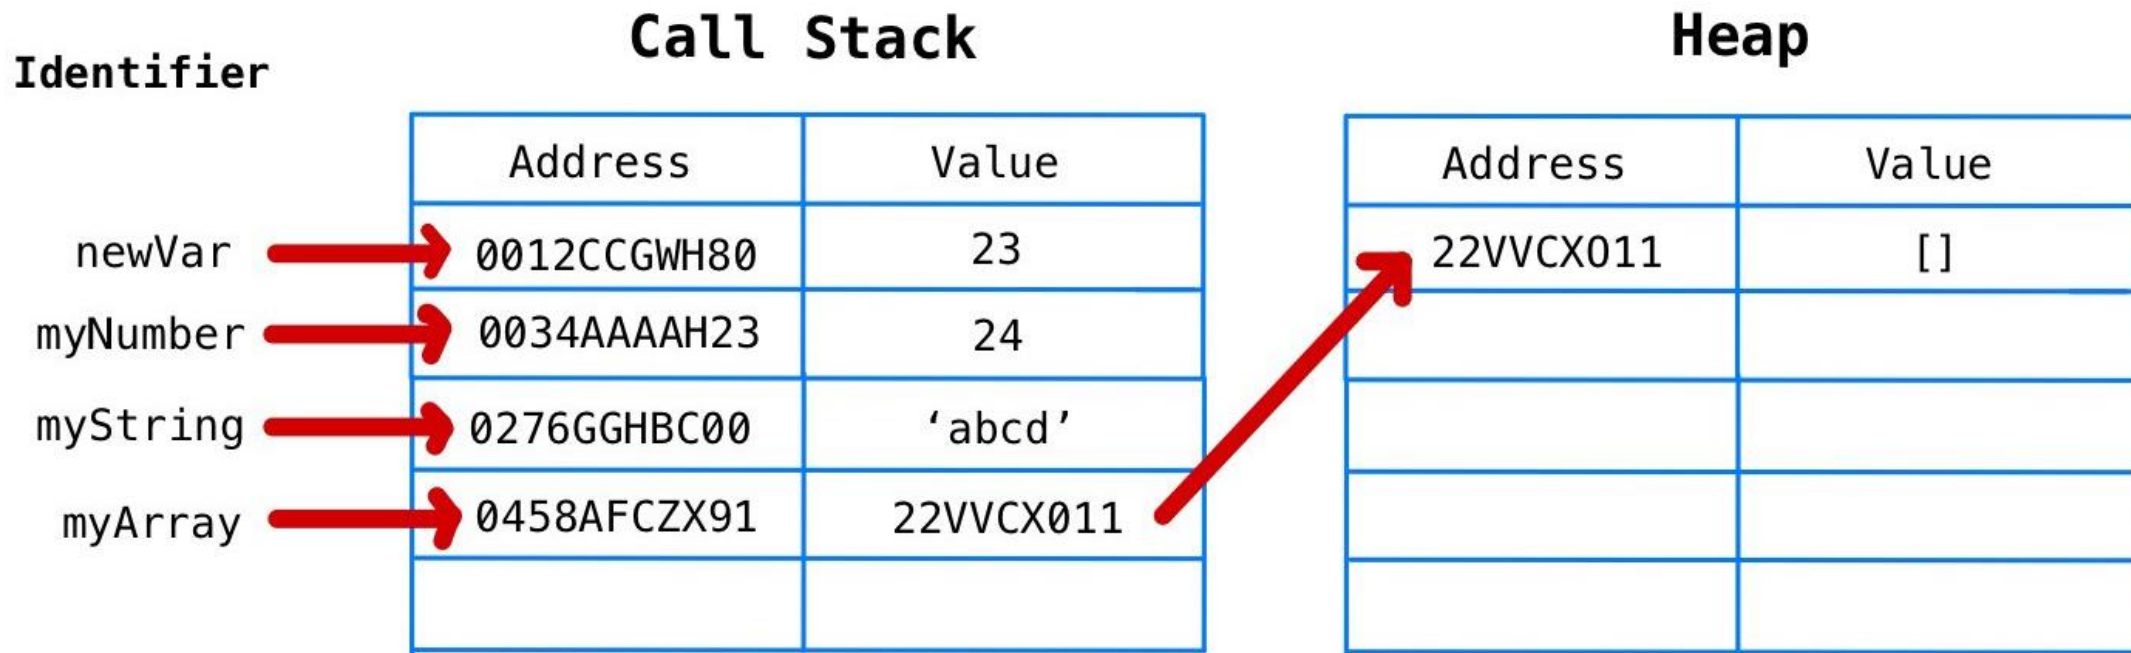 Call Stack
Heap
Identifier
Address Value
Address Value
newVar 0012CCGWH80 23
22VVCX011 []
myNumber 0034AAAAH23 24
myString 0276GGHBC00 ‘abcd’
myArray 0458AFCZX91 22VVCX011